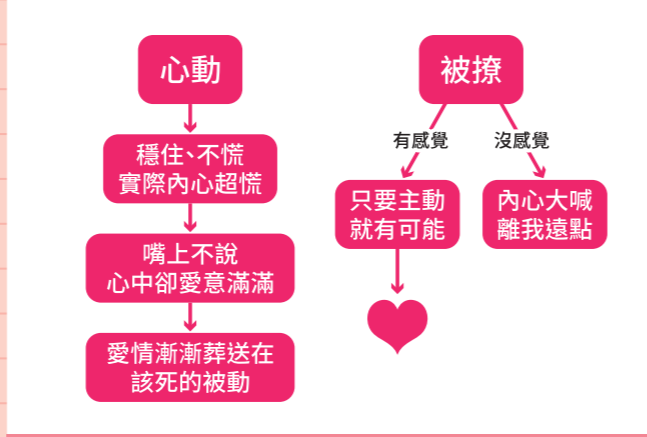 心動
穩住、不慌
實際內心超慌
嘴上不說
心中卻愛意滿滿
愛情漸漸葬送在
該死的被動
被撩
有感覺
沒感覺
只要主動
就有可能
內心大喊
離我遠點